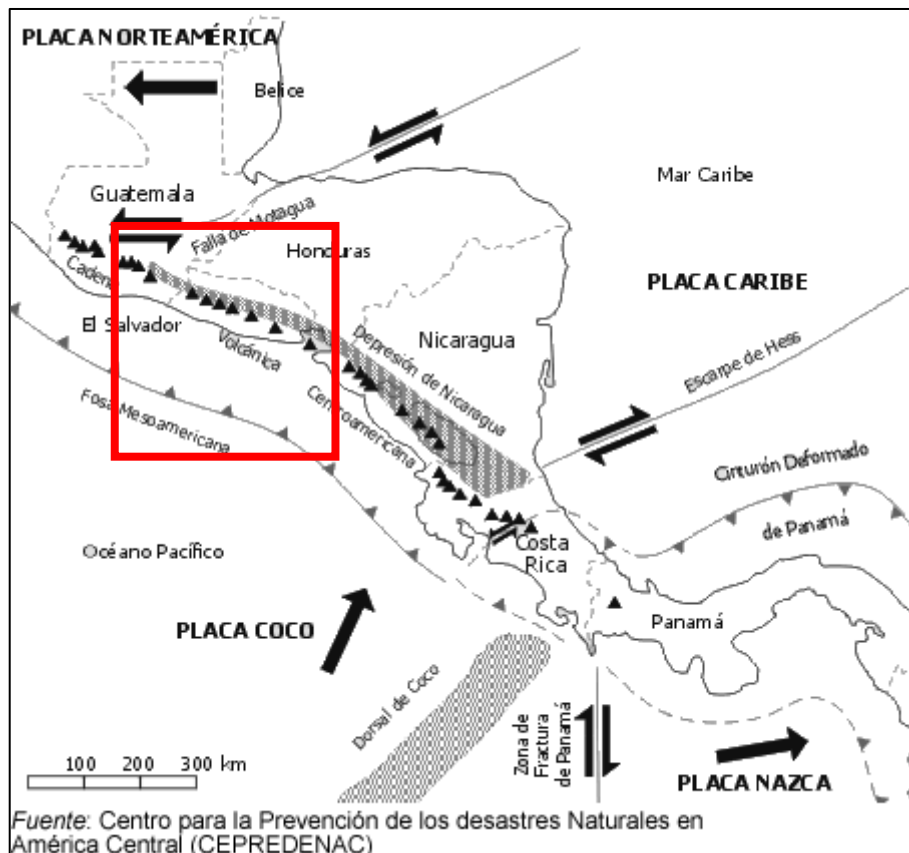 PLACA NORTEAMÉRICA
Belice
Mar Caribe
Guatemala
Falla de Motagua
Honduras
PLACA CARIBE
Cadena
El Salvador
Volcánica
Nicaragua
Depresión de Nicaragua
Escarpe de Hess
Fosa Mesoamericana
Centroamericana
Cinturón Deformado
de Panamá
Océano Pacífico
Costa
Rica
PLACA COCO
Panamá
Dorsal de Coco
Zona de
Fractura
de Panamá
100 200 300 km
PLACA NAZCA
Fuente: Centro para la Prevención de los desastres Naturales en
América Central (CEPREDENAC)